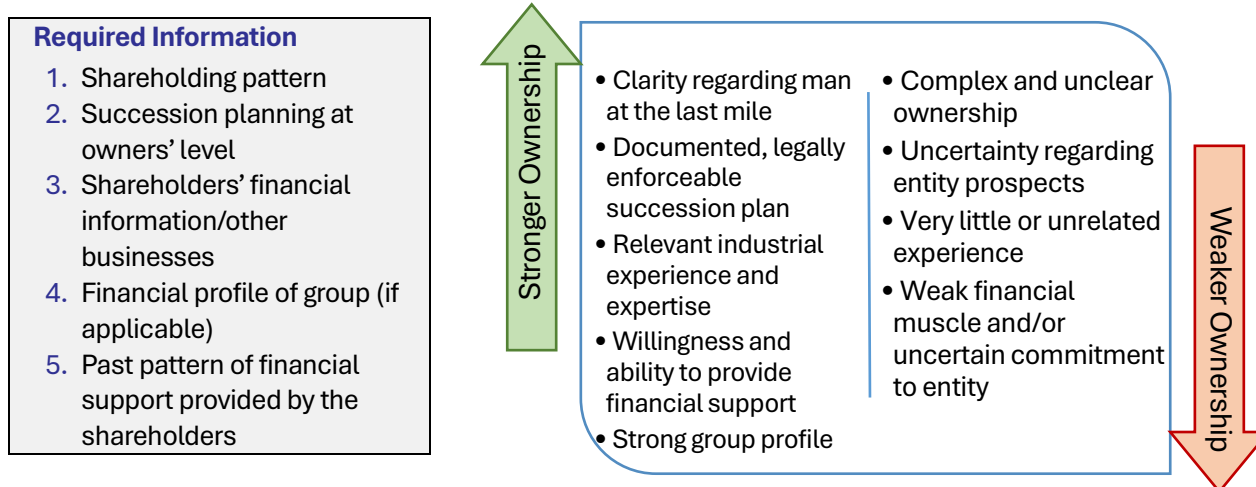 Required Information
1. Shareholding pattern
2. Succession planning at
owners’ level
3. Shareholders’ financial
information/other
businesses
4. Financial profile of group (if
applicable)
5. Past pattern of financial
support provided by the
shareholders
Stronger Ownership
• Clarity regarding man
at the last mile
• Documented, legally
enforceable
succession plan
• Relevant industrial
experience and
expertise
• Willingness and
ability to provide
financial support
• Strong group profile
• Complex and unclear
ownership
• Uncertainty regarding
entity prospects
• Very little or unrelated
experience
• Weak financial
muscle and/or
uncertain commitment
to entity
Weaker Ownership